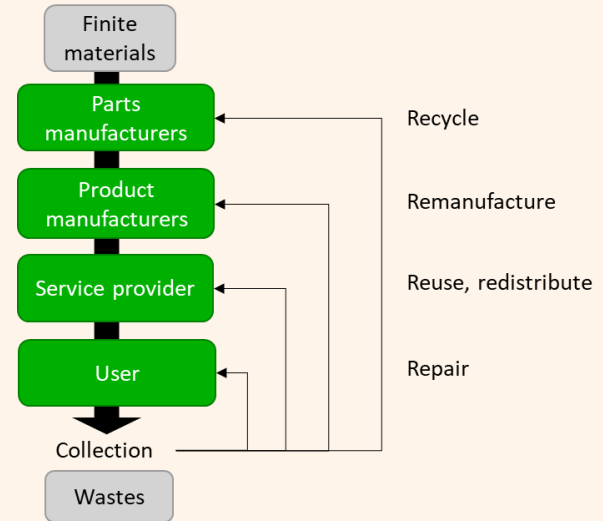 Finite
materials
Parts
manufacturers
Recycle
Product
manufacturers
Remanufacture
Service provider
Reuse, redistribute
User
Repair
Collection
Wastes